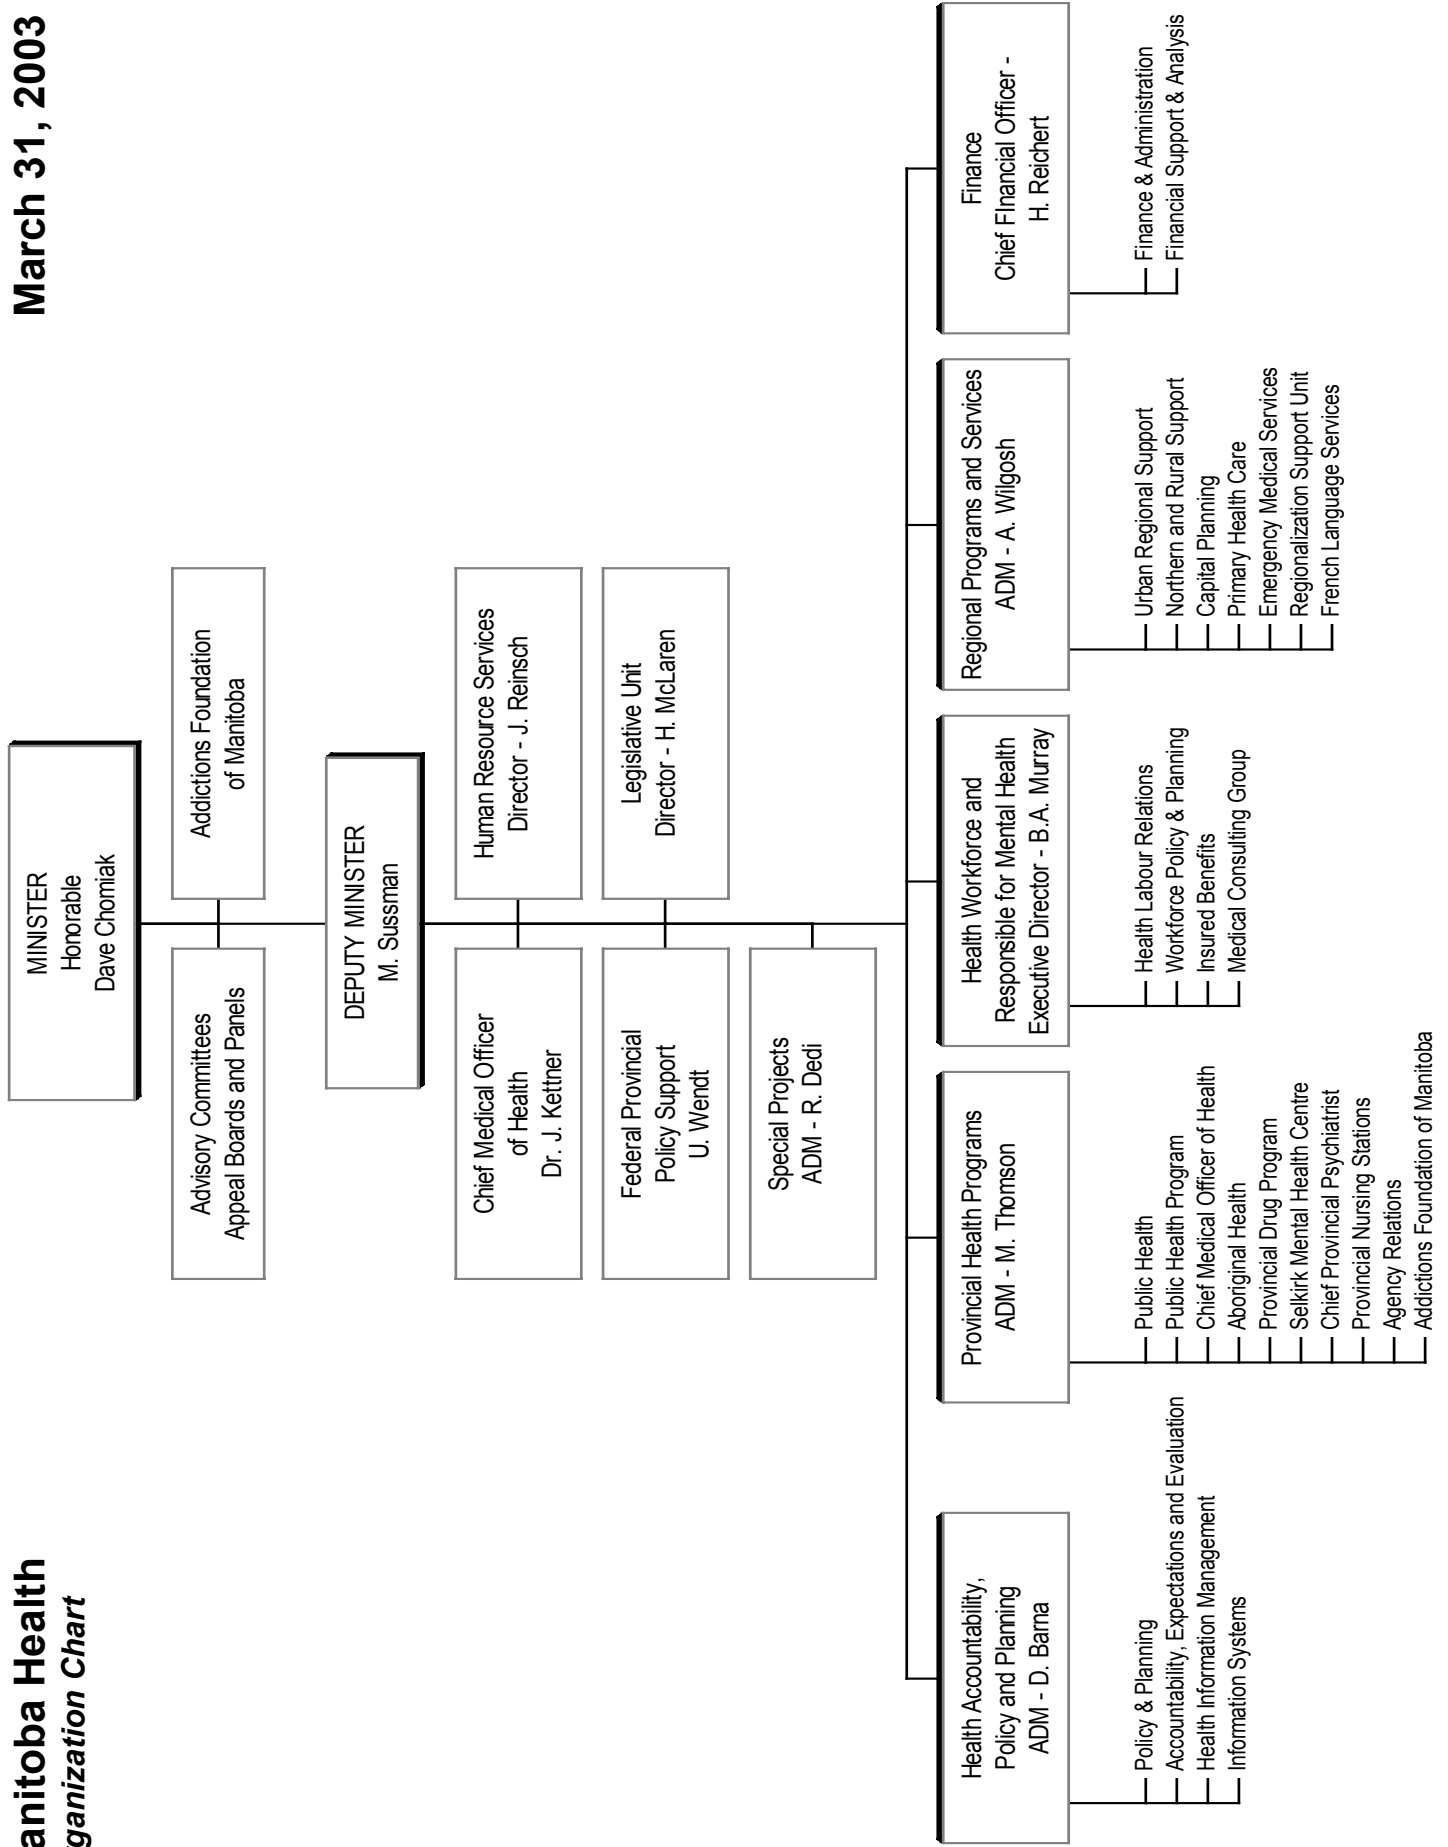 anitoba Health
ganization Chart
March 31, 2003
MINISTER
Honorable
Dave Chomiak
Advisory Committees
Appeal Boards and Panels
Addictions Foundation
of Manitoba
DEPUTY MINISTER
M. Sussman
Chief Medical Officer
of Health
Dr. J. Kettner
Human Resource Services
Director - J. Reinsch
Federal Provincial
Policy Support
U. Wendt
Legislative Unit
Director - H. McLaren
Special Projects
ADM - R. Dedi
Health Accountability,
Policy and Planning
ADM - D. Barna
Policy & Planning
Accountability, Expectations and Evaluation
Health Information Management
Information Systems
Provincial Health Programs
ADM - M. Thomson
Public Health
Public Health Program
Chief Medical Officer of Health
Aboriginal Health
Provincial Drug Program
Selkirk Mental Health Centre
Chief Provincial Psychiatrist
Provincial Nursing Stations
Agency Relations
Addictions Foundation of Manitoba
Health Workforce and
Responsible for Mental Health
Executive Director - B.A. Murray
Health Labour Relations
Workforce Policy & Planning
Insured Benefits
Medical Consulting Group
Regional Programs and Services
ADM - A. Wilgosh
Urban Regional Support
Northern and Rural Support
Capital Planning
Primary Health Care
Emergency Medical Services
Regionalization Support Unit
French Language Services
Finance
Chief FInancial Officer -
H. Reichert
Finance & Administration
Financial Support & Analysis